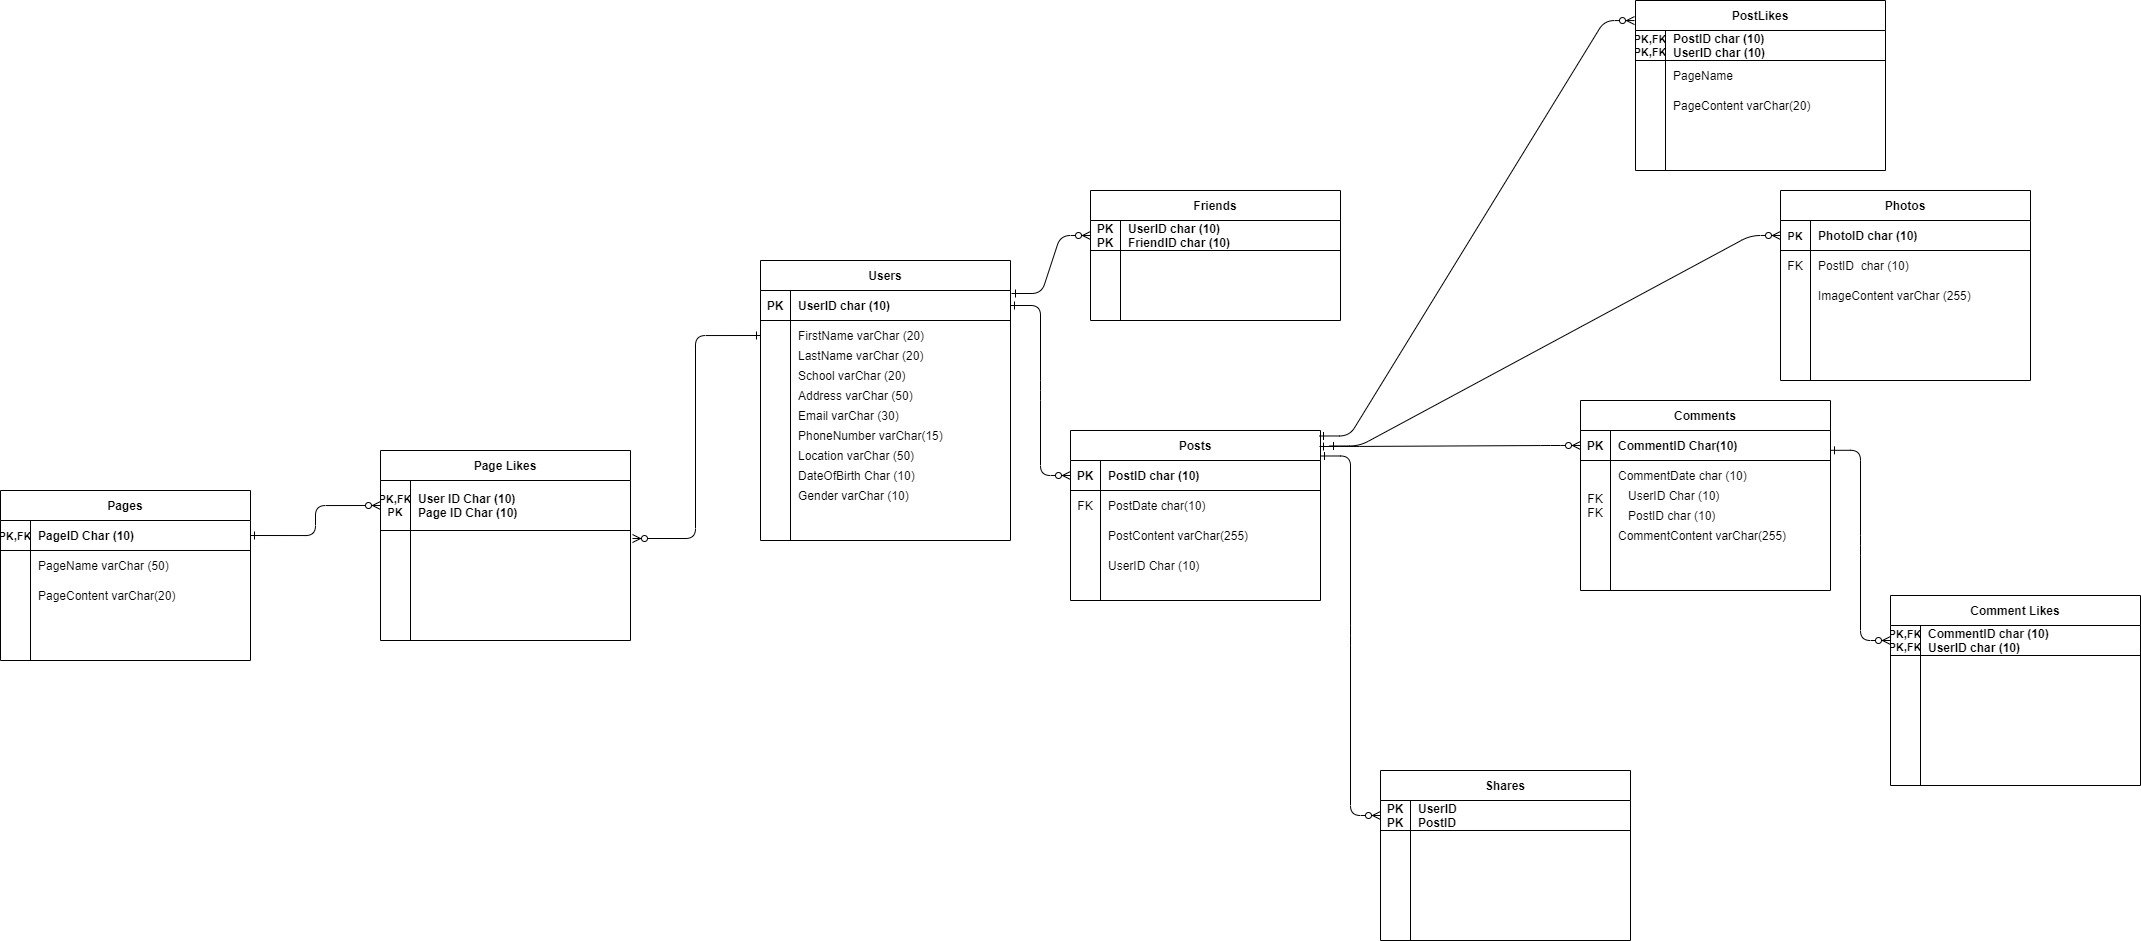 PostLikes
PK,FK PostID char (10)
PK,FK UserID char (10)
PageName
PageContent varChar(20)
Friends
PK UserID char (10)
PK FriendID char (10)
Photos
PK PhotoID char (10)
FK PostID char (10)
ImageContent varChar (255)
Users
PK UserID char (10)
FirstName varChar (20)
LastName varChar (20)
School varChar (20)
Address varChar (50)
Email varChar (30)
PhoneNumber varChar(15)
Location varChar (50)
DateOfBirth Char (10)
Gender varChar (10)
Posts
PK PostID char (10)
FK PostDate char(10)
PostContent varChar(255)
UserID Char (10)
Comments
PK CommentID Char(10)
CommentDate char (10)
FK UserID Char (10)
FK PostID char (10)
CommentContent varChar(255)
Page Likes
PK,FK User ID Char (10)
PK Page ID Char (10)
Pages
PK,FK PageID Char (10)
PageName varChar (50)
PageContent varChar(20)
Comment Likes
PK,FK CommentID char (10)
PK,FK UserID char (10)
Shares
PK UserID
PK PostID